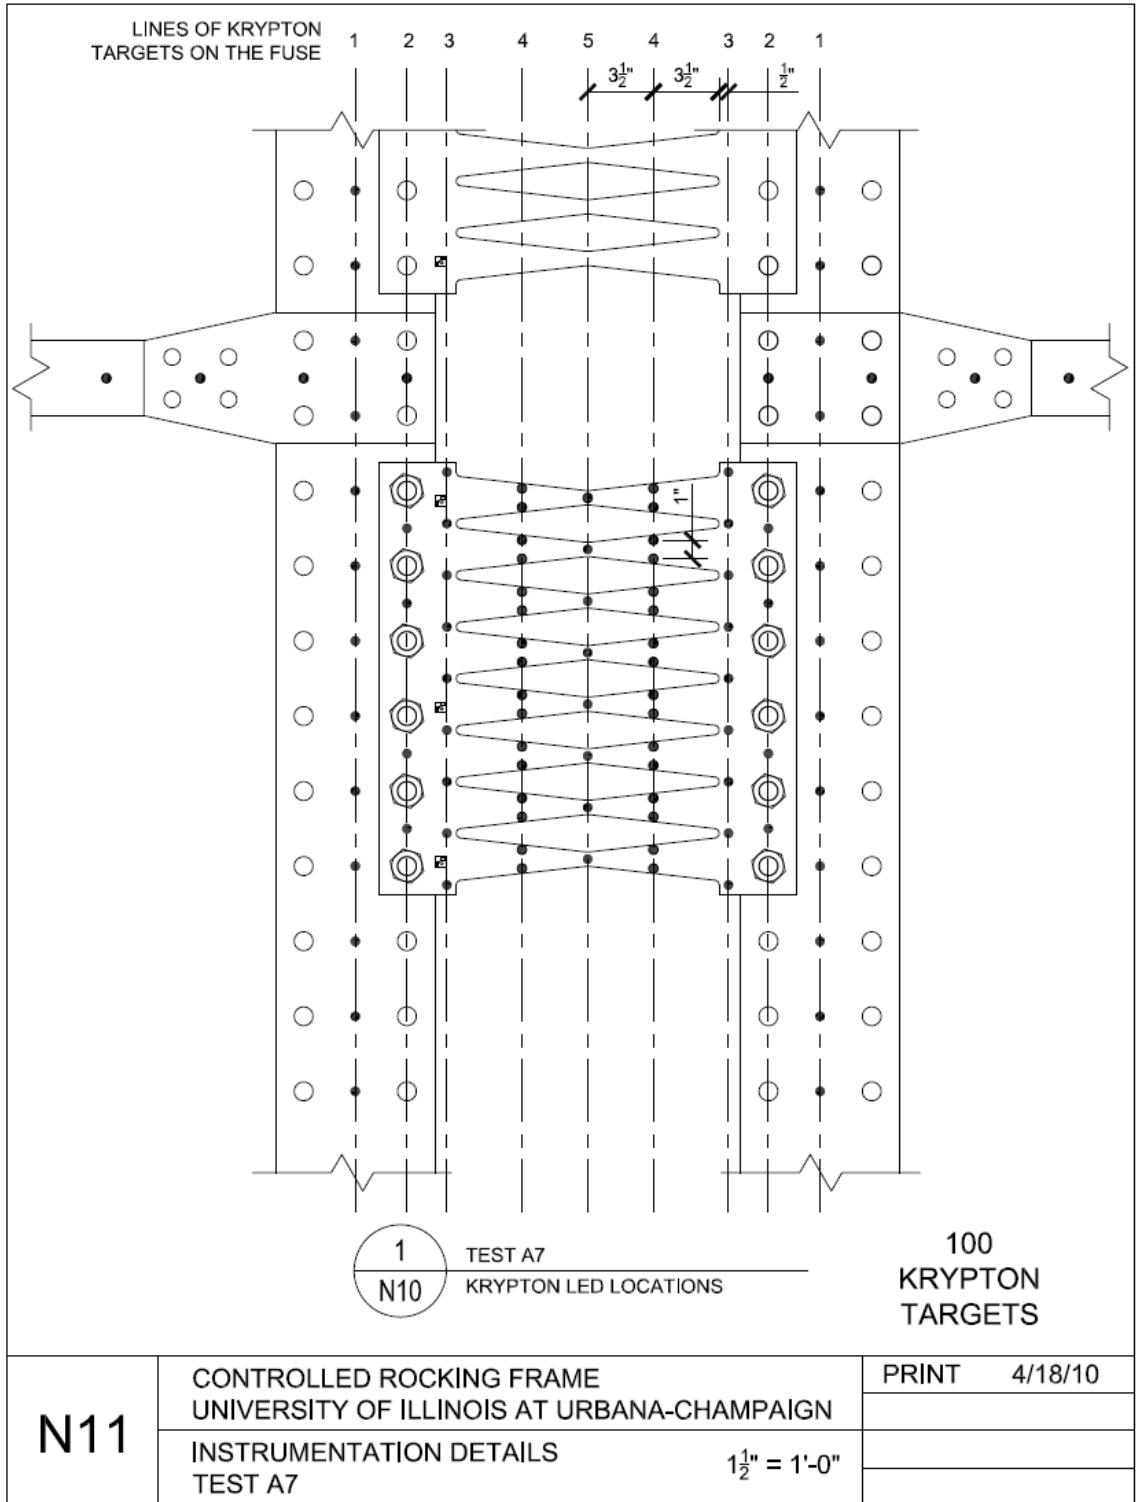 LINES OF KRYPTON
TARGETS ON THE FUSE
1 2 3 4 5 4 3 2 1
3½" 3½" ½"
1"
1
N10
TEST A7
KRYPTON LED LOCATIONS
100
KRYPTON
TARGETS
N11
CONTROLLED ROCKING FRAME
UNIVERSITY OF ILLINOIS AT URBANA-CHAMPAIGN
INSTRUMENTATION DETAILS
TEST A7
1½" = 1'-0"
PRINT 4/18/10